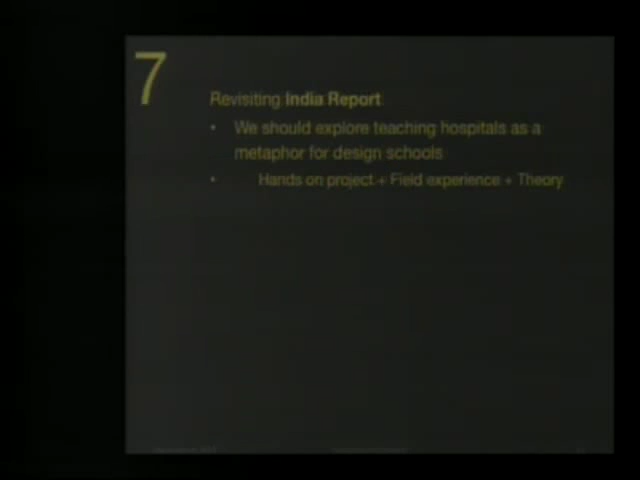 7
Revisiting India Report
• We should explore teaching hospitals as a
metaphor for design schools
• Hands on project + Field experience + Theory